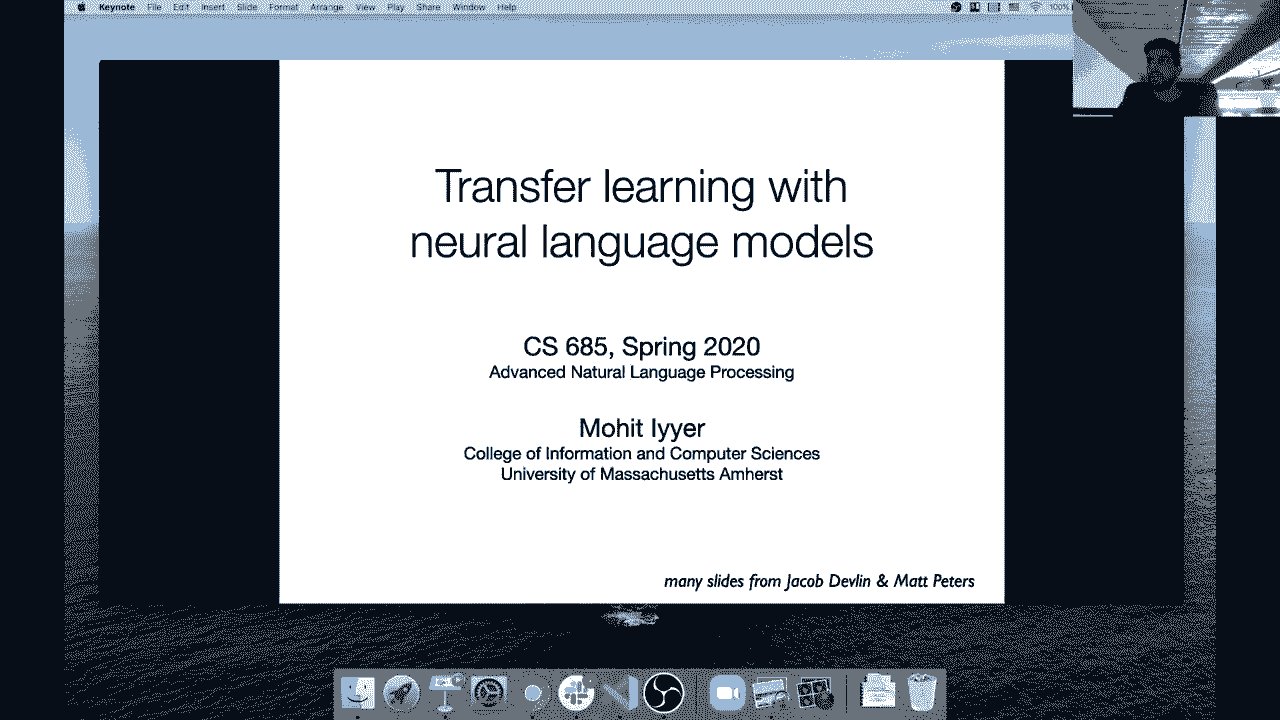 Keynote File Edit Insert Slide Format Arrange View Play Share Window Help 100%
Transfer learning with
neural language models
CS 685, Spring 2020
Advanced Natural Language Processing
Mohit Iyyer
College of Information and Computer Sciences
University of Massachusetts Amherst
many slides from Jacob Devlin & Matt Peters